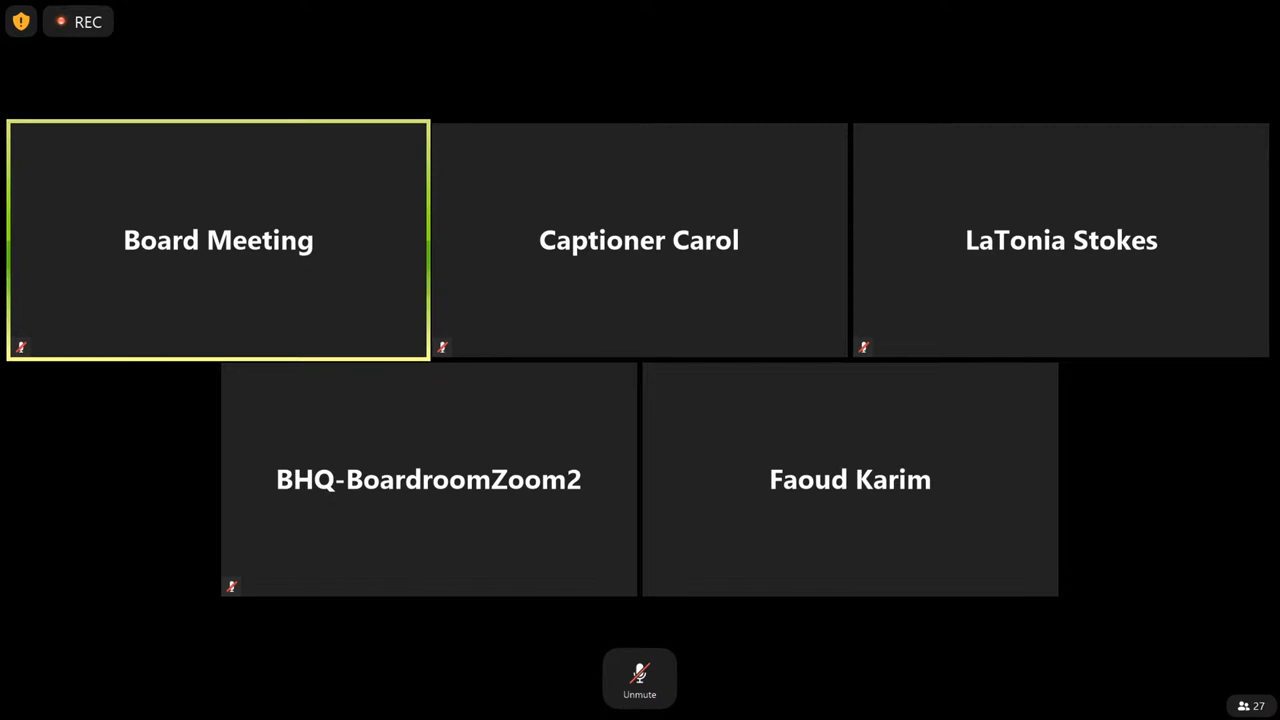 REC
Board Meeting
Captioner Carol
LaTonia Stokes
BHQ-BoardroomZoom2
Faoud Karim
Unmute
27